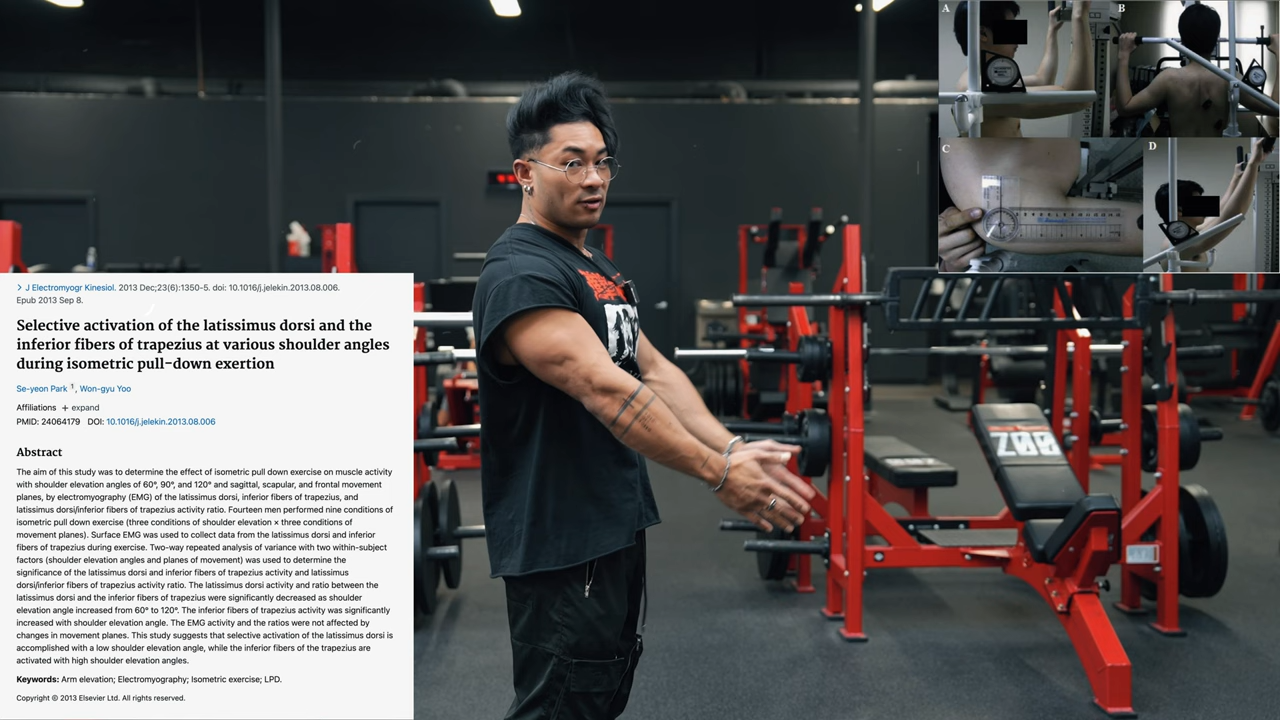 > J Electromyogr Kinesiol. 2013 Dec;23(6):1350-5. doi: 10.1016/j.jelekin.2013.08.006.
Epub 2013 Sep 8.
Selective activation of the latissimus dorsi and the
inferior fibers of trapezius at various shoulder angles
during isometric pull-down exertion
Se-yeon Park 1, Won-gyu Yoo
Affiliations + expand
PMID: 24064179 DOI: 10.1016/j.jelekin.2013.08.006
Abstract
The aim of this study was to determine the effect of isometric pull down exercise on muscle activity
with shoulder elevation angles of 60°, 90°, and 120° and sagittal, scapular, and frontal movement
planes, by electromyography (EMG) of the latissimus dorsi, inferior fibers of trapezius, and
latissimus dorsi/inferior fibers of trapezius activity ratio. Fourteen men performed nine conditions of
isometric pull down exercise (three conditions of shoulder elevation × three conditions of
movement planes). Surface EMG was used to collect data from the latissimus dorsi and inferior
fibers of trapezius during exercise. Two-way repeated analysis of variance with two within-subject
factors (shoulder elevation angles and planes of movement) was used to determine the
significance of the latissimus dorsi and inferior fibers of trapezius activity and latissimus
dorsi/inferior fibers of trapezius activity ratio. The latissimus dorsi activity and ratio between the
latissimus dorsi and the inferior fibers of trapezius were significantly decreased as shoulder
elevation angle increased from 60° to 120°. The inferior fibers of trapezius activity was significantly
increased with shoulder elevation angle. The EMG activity and the ratios were not affected by
changes in movement planes. This study suggests that selective activation of the latissimus dorsi is
accomplished with a low shoulder elevation angle, while the inferior fibers of the trapezius are
activated with high shoulder elevation angles.
Keywords: Arm elevation; Electromyography; Isometric exercise; LPD.
Copyright © 2013 Elsevier Ltd. All rights reserved.
A
B
C
D